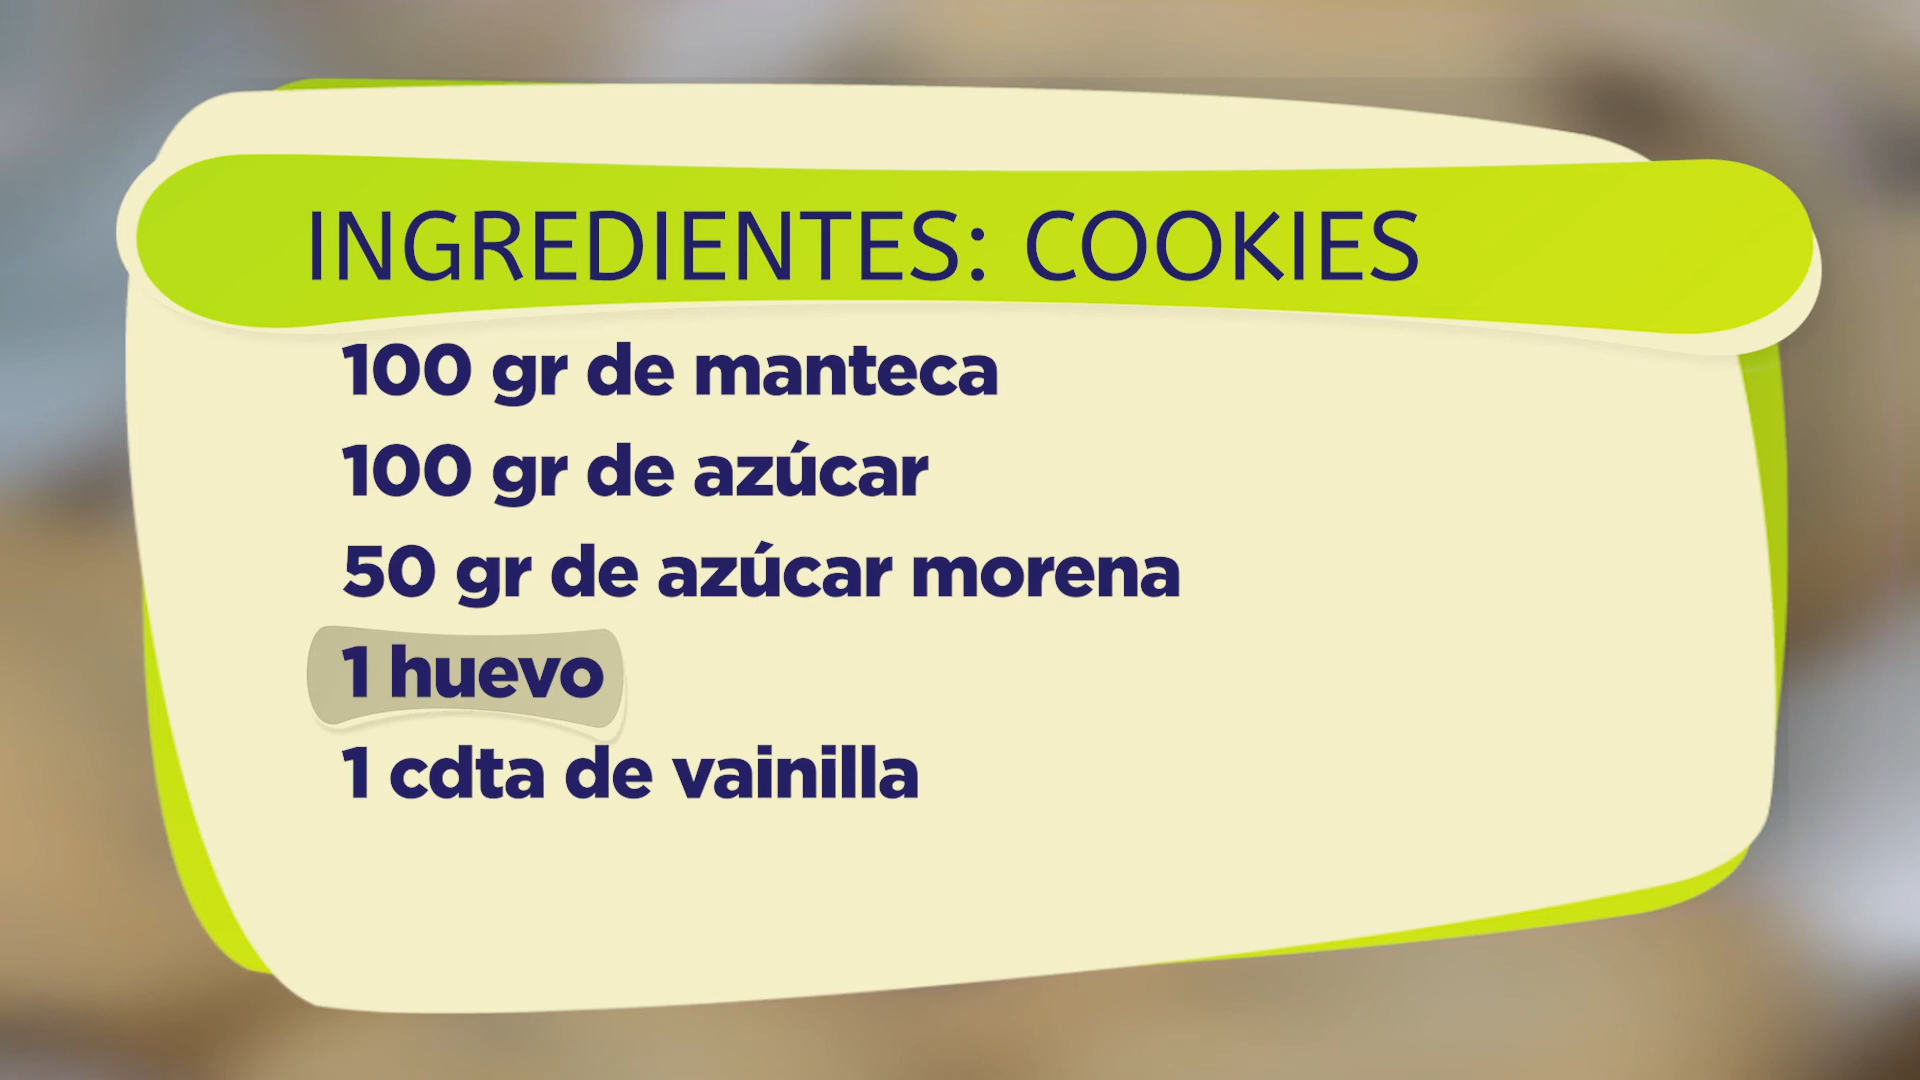 INGREDIENTES: COOKIES
100 gr de manteca
100 gr de azúcar
50 gr de azúcar morena
1 huevo
1 cdta de vainilla